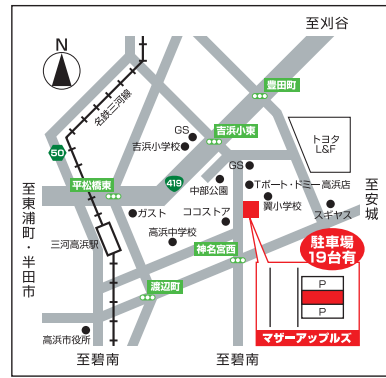 至刈谷
N
豊田町
名鉄三河線
GS
吉浜小東
吉浜小学校
トヨタ
L&F
50
GS
平松橋東
419
中部公園
Tポート・ドミー高浜店
至東浦町・半田市
至安城
翼小学校
ガスト
ココストア
スギヤス
高浜中学校
三河高浜駅
神名宮西
駐車場
19台有
渡辺町
P
P
高浜市役所
マザーアップルズ
至碧南
至碧南